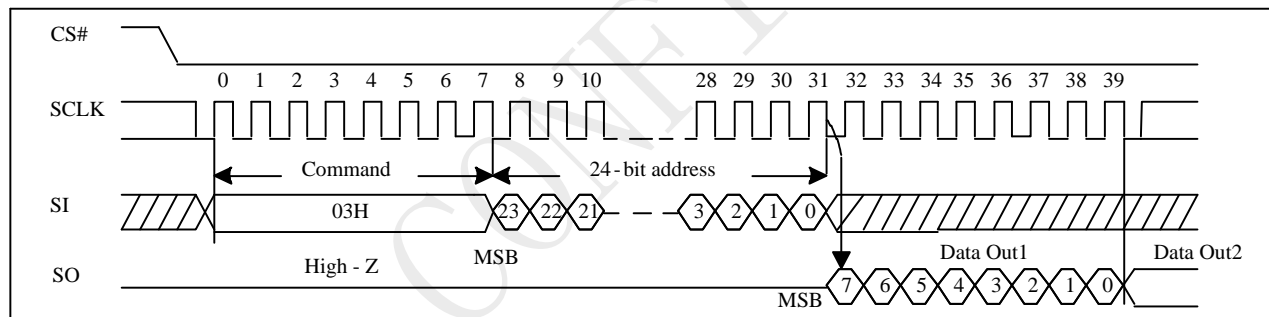 CS#
0 1 2 3 4 5 6 7 8 9 10 28 29 30 31 32 33 34 35 36 37 38 39
SCLK
Command 24-bit address
SI 03H 23 22 21 3 2 1 0
High - Z MSB Data Out1 Data Out2
SO 7 6 5 4 3 2 1 0
MSB